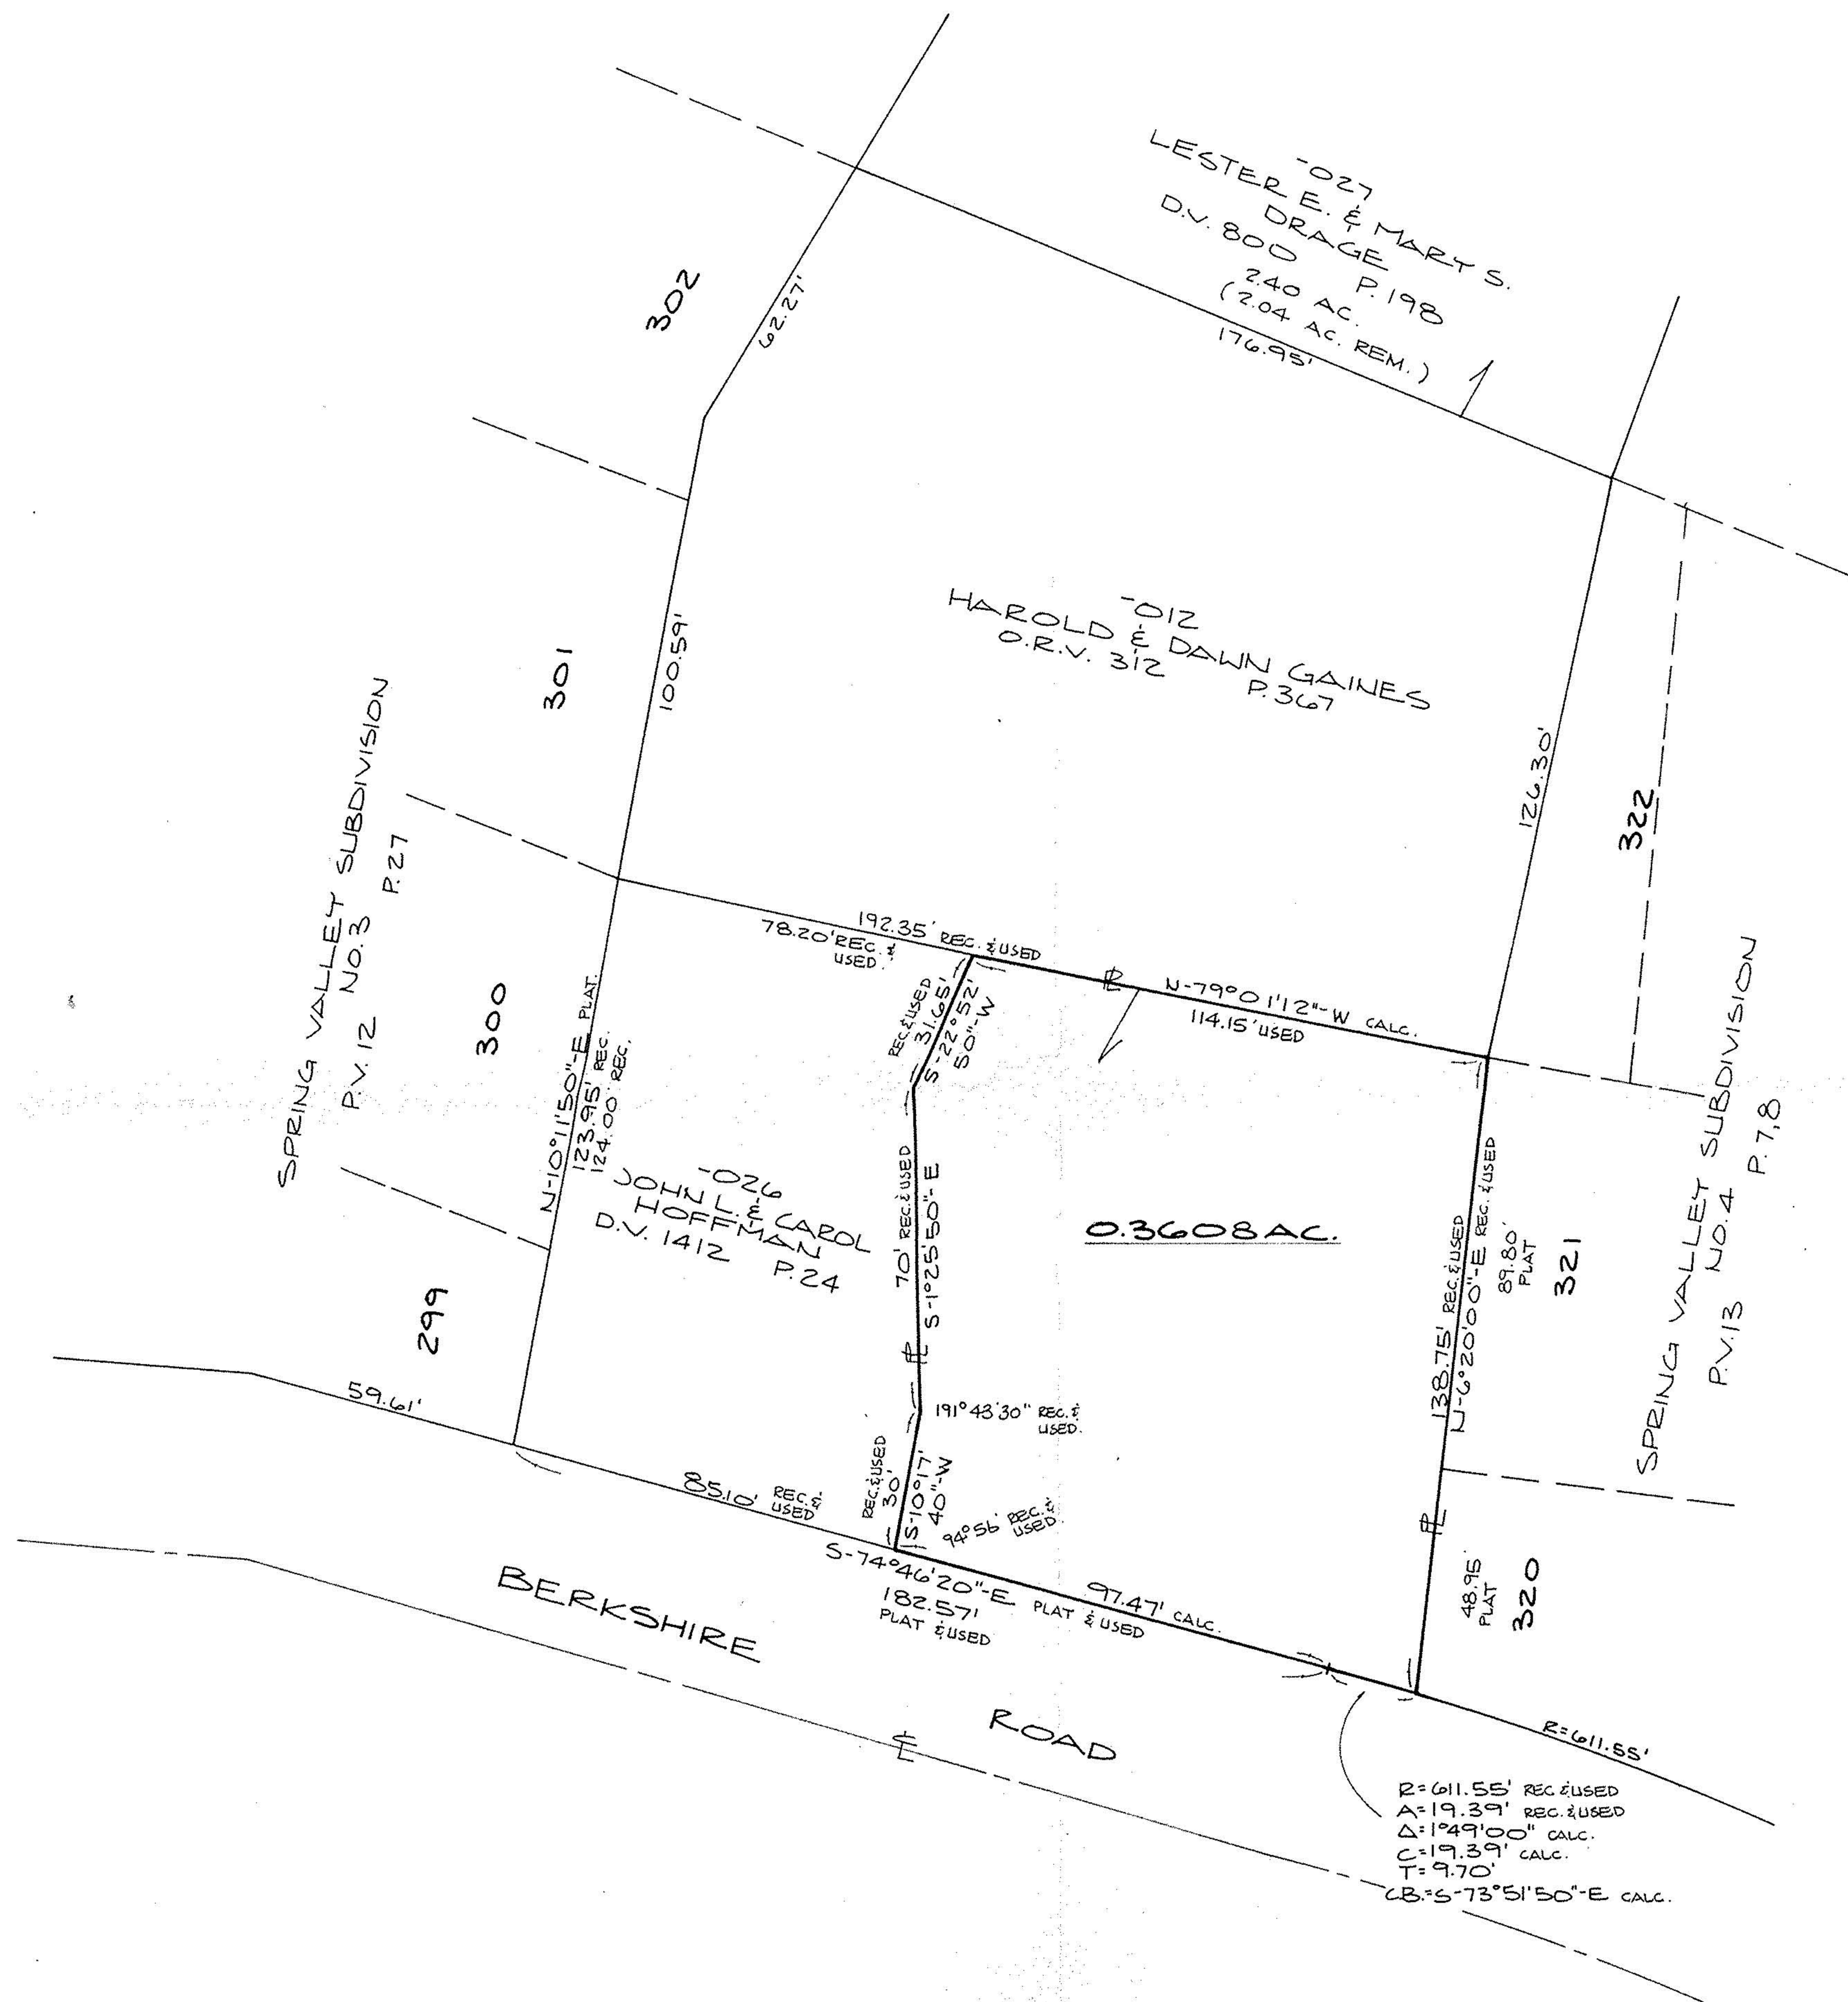 -027
LESTER E. & MARY S.
DRAGE
D.V. 800 P.198
2.40 AC.
(2.04 AC. REM.)
176.95'
302
62.27'
-012
HAROLD & DAWN GAINES
O.R.V. 312 P.367
301
100.59'
126.30'
322
SPRING VALLEY SUBDIVISION
P.V.12 NO.3 P.27
300
N-10°11'50"-E PLAT.
123.95' REC.
124.00' REC.
192.35' REC. & USED
78.20' REC. &
USED.
REC. & USED
31.65'
S-22°52'
50"-W
PL
N-79°01'12"-W CALC.
114.15' USED
-026
JOHN L. & CAROL
HOFFMAN
D.V. 1412 P.24
70' REC. & USED
S-1°25'50"-E
PL
0.3608 AC.
138.75' REC. & USED
N-6°20'00"-E REC. & USED
89.80'
PLAT
321
SPRING VALLEY SUBDIVISION
P.V.13 NO.4 P.7,8
299
59.61'
191°43'30" REC. &
USED.
85.10' REC. &
USED
REC. & USED
30'
S-10°17'
40"-W
94°56' REC. &
USED
PL
48.95
PLAT
320
S-74°46'20"-E PLAT & USED
182.57'
PLAT & USED
97.47' CALC.
BERKSHIRE
ROAD
CL
R=611.55'
R=611.55' REC & USED
A=19.39' REC. & USED
Δ=1°49'00" CALC.
C=19.39' CALC.
T=9.70'
C.B.=S-73°51'50"-E CALC.